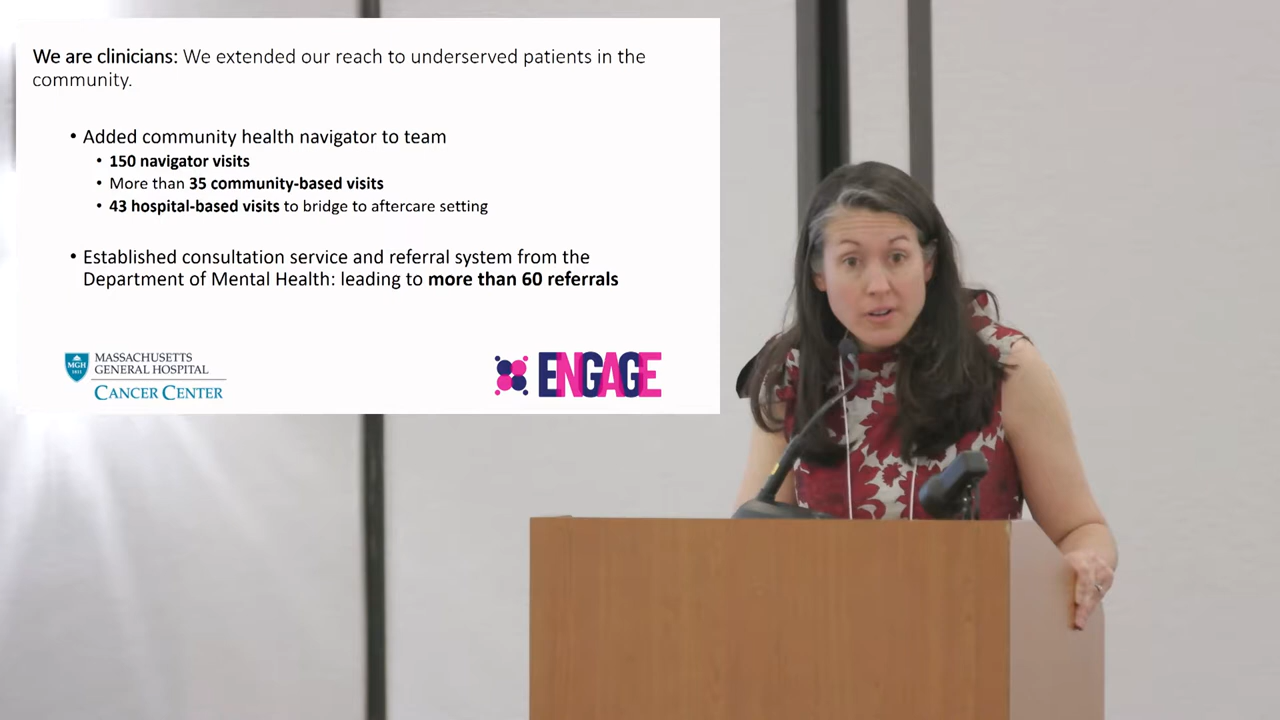 We are clinicians: We extended our reach to underserved patients in the
community.
• Added community health navigator to team
• 150 navigator visits
• More than 35 community-based visits
• 43 hospital-based visits to bridge to aftercare setting
• Established consultation service and referral system from the
Department of Mental Health: leading to more than 60 referrals
MGH
1811
MASSACHUSETTS
GENERAL HOSPITAL
CANCER CENTER
ENGAGE